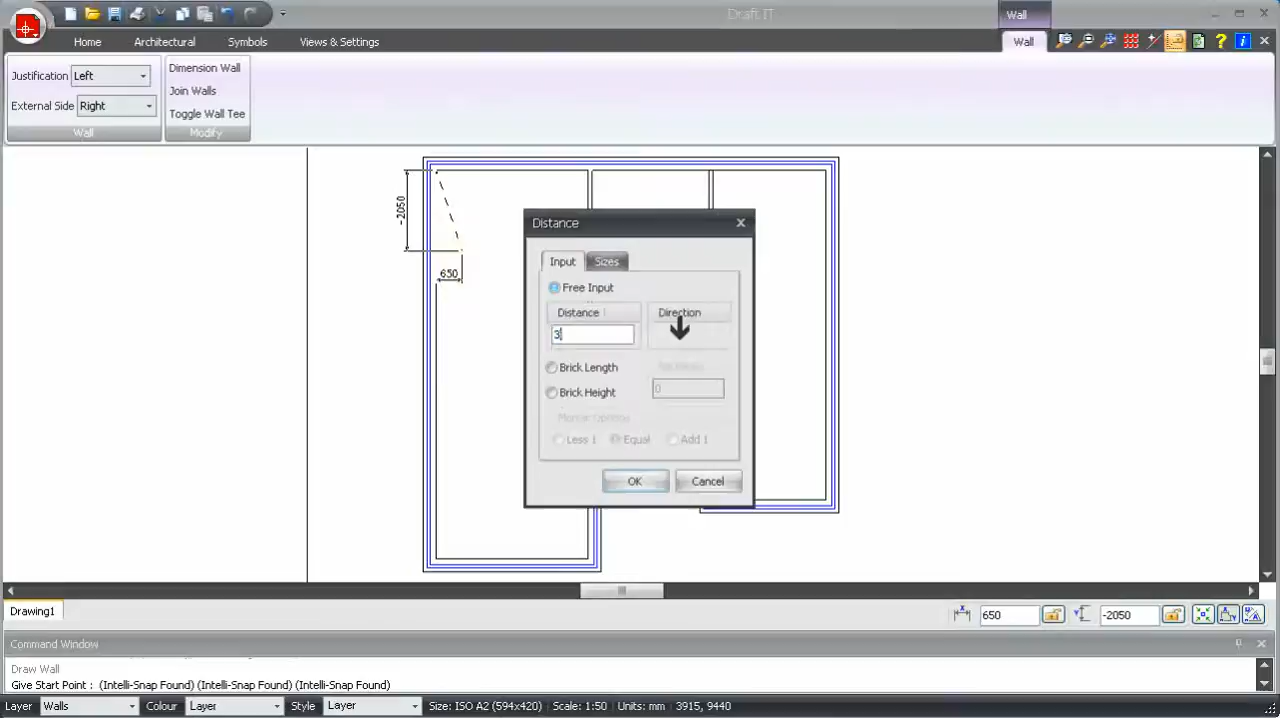 Draft IT
Wall
Home
Architectural
Symbols
Views & Settings
Wall
Justification Left
External Side Right
Wall
Dimension Wall
Join Walls
Toggle Wall Tee
Modify
-2050
650
Distance
Input
Sizes
Free Input
Distance
Direction
3
Brick Length
Brick Height
0
Mortar Options
Less 1
Equal
Add 1
OK
Cancel
Drawing1
650
-2050
Command Window
Draw Wall
Give Start Point : (Intelli-Snap Found) (Intelli-Snap Found) (Intelli-Snap Found)
Layer Walls Colour Layer Style Layer Size: ISO A2 (594x420) Scale: 1:50 Units: mm 3915, 9440